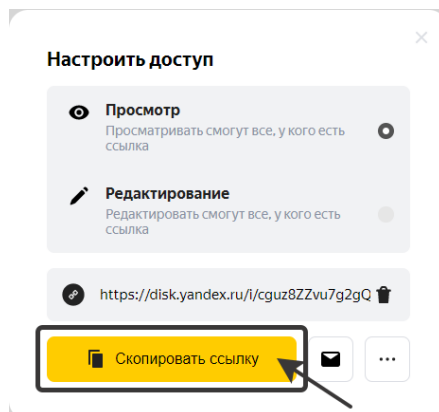 Настроить доступ
Просмотр
Просматривать смогут все, у кого есть
ссылка
Редактирование
Редактировать смогут все, у кого есть
ссылка
https://disk.yandex.ru/i/cguz8ZZvu7g2gQ
Скопировать ссылку